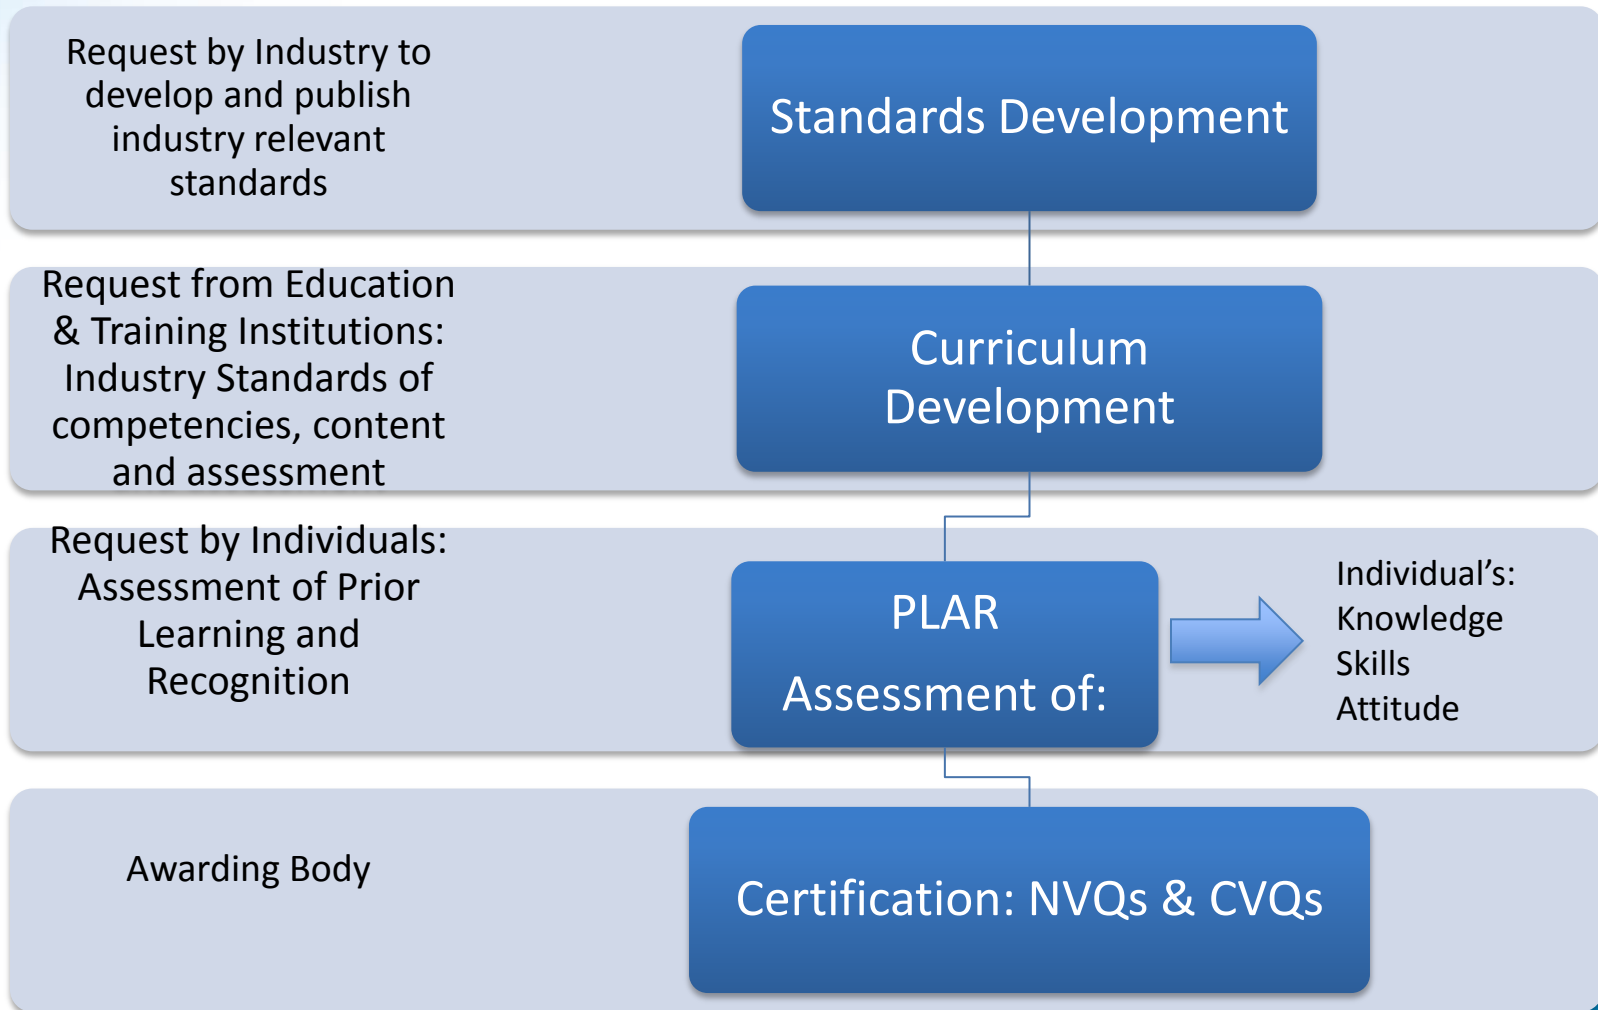 Request by Industry to
develop and publish
industry relevant
standards
Standards Development
Request from Education
& Training Institutions:
Industry Standards of
competencies, content
and assessment
Curriculum
Development
Request by Individuals:
Assessment of Prior
Learning and
Recognition
PLAR
Assessment of:
Individual’s:
Knowledge
Skills
Attitude
Awarding Body
Certification: NVQs & CVQs